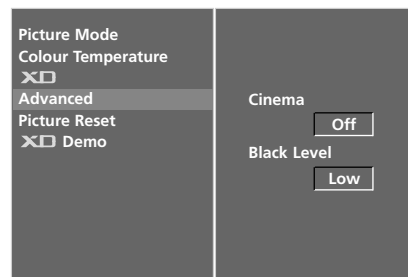 Picture Mode
Colour Temperature
XD
Advanced
Picture Reset
XD Demo
Cinema
Off
Black Level
Low